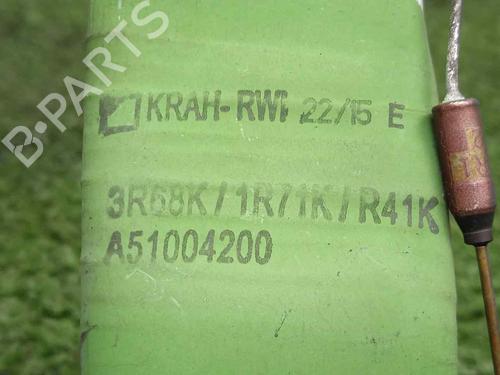 B-PARTS
KRAH-RWI 22/15 E
3R68K/1R71K/R41K
A51004200